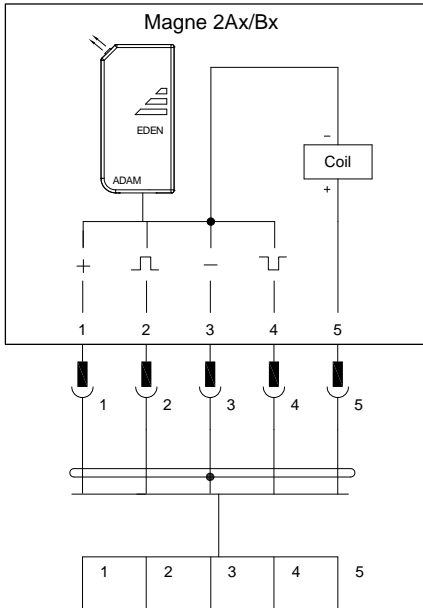 Magne 2Ax/Bx
EDEN
ADAM
−
Coil
+
+ −
1 2 3 4 5
1 2 3 4 5
1 2 3 4 5